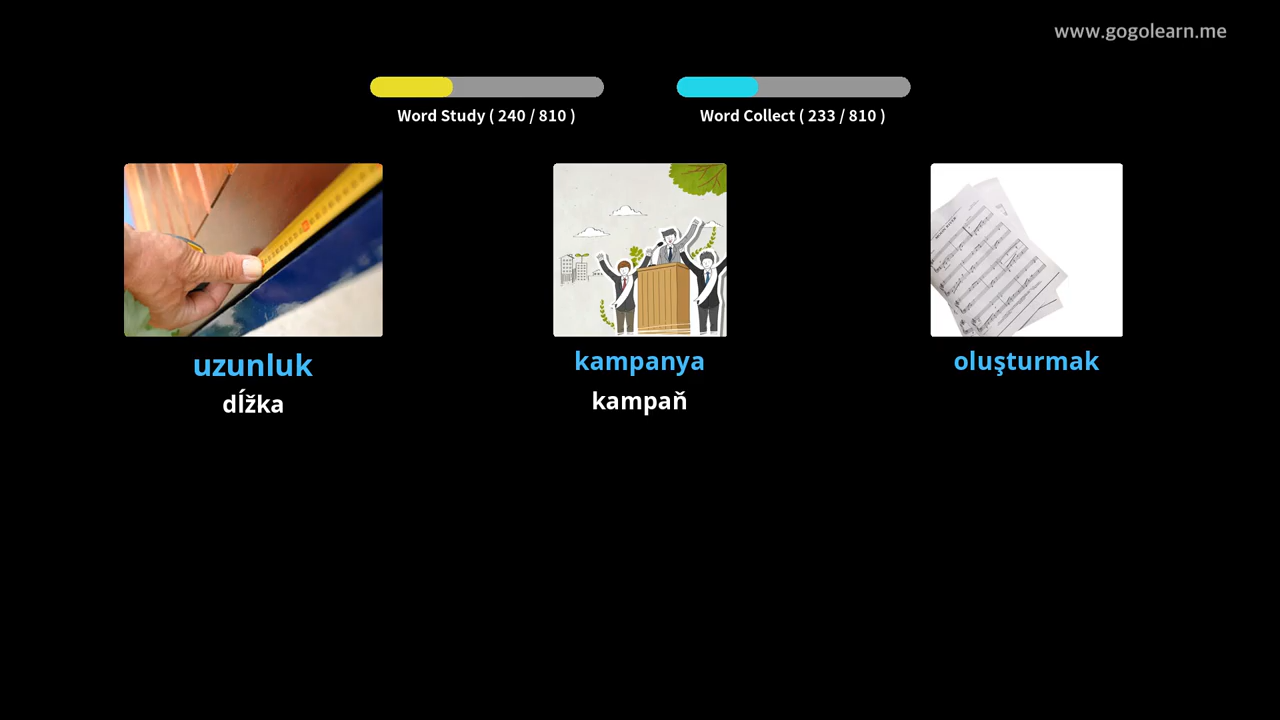 www.gogolearn.me
Word Study ( 240 / 810 )
Word Collect ( 233 / 810 )
uzunluk
dĺžka
kampanya
kampaň
oluşturmak